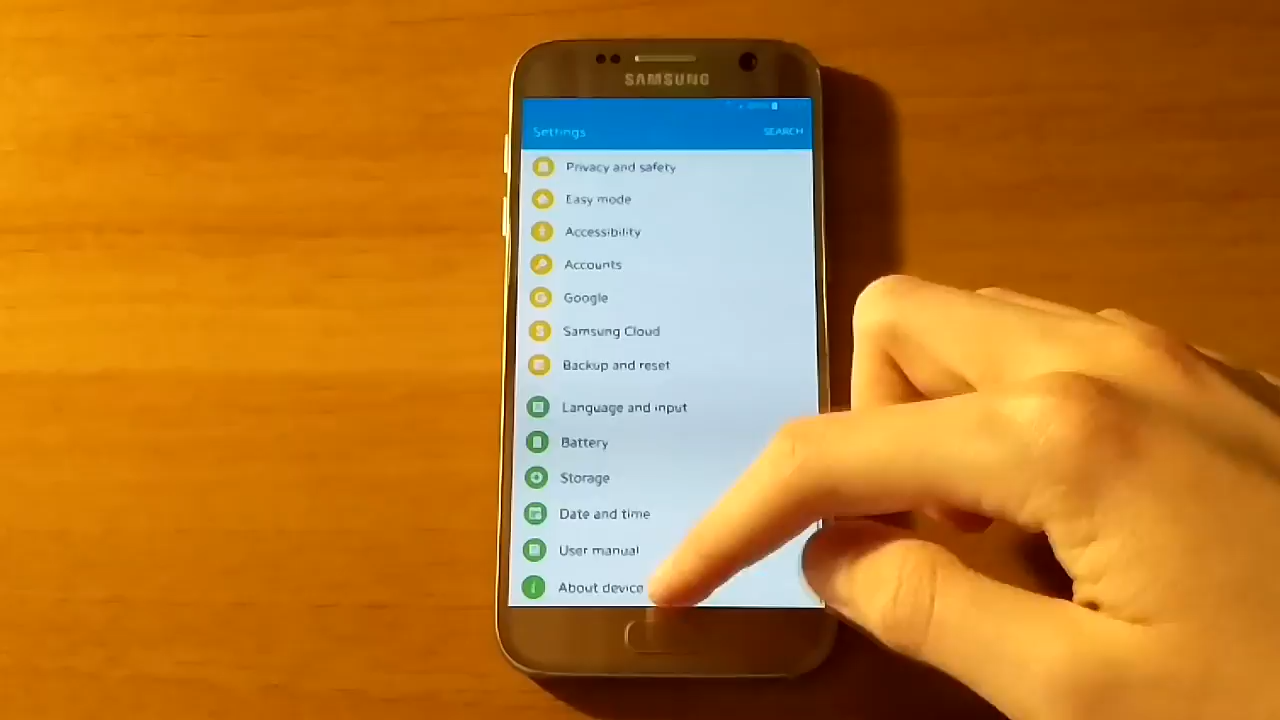 SAMSUNG
Settings
SEARCH
Privacy and safety
Easy mode
Accessibility
Accounts
Google
Samsung Cloud
Backup and reset
Language and input
Battery
Storage
Date and time
User manual
About device